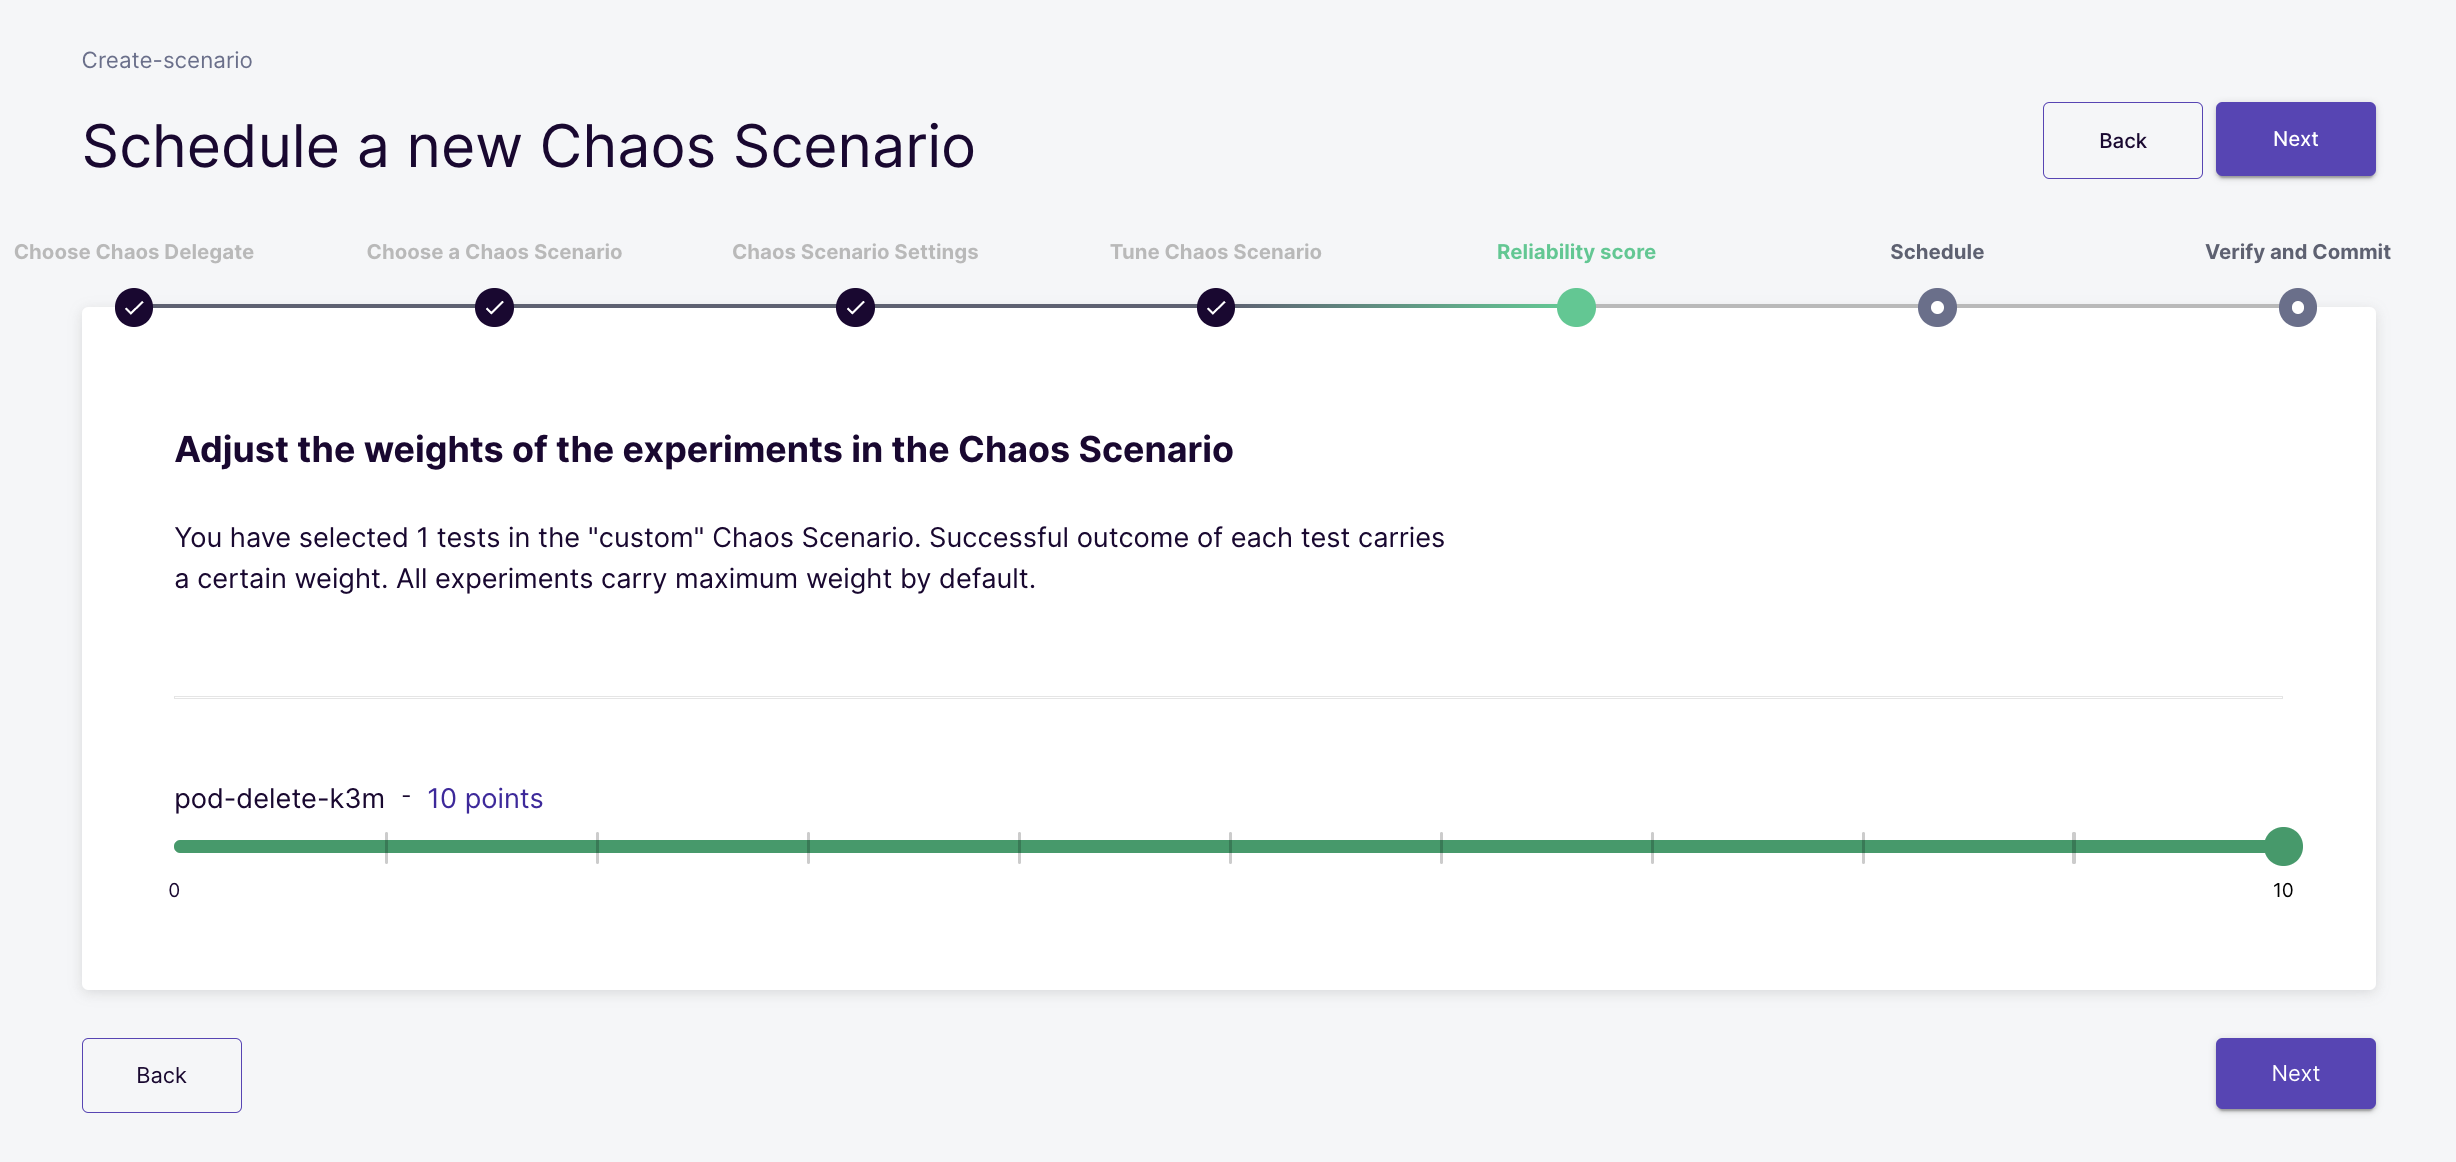 Create-scenario
Schedule a new Chaos Scenario
Back
Next
Choose Chaos Delegate
Choose a Chaos Scenario
Chaos Scenario Settings
Tune Chaos Scenario
Reliability score
Schedule
Verify and Commit
Adjust the weights of the experiments in the Chaos Scenario
You have selected 1 tests in the "custom" Chaos Scenario. Successful outcome of each test carries
a certain weight. All experiments carry maximum weight by default.
pod-delete-k3m - 10 points
0
10
Back
Next